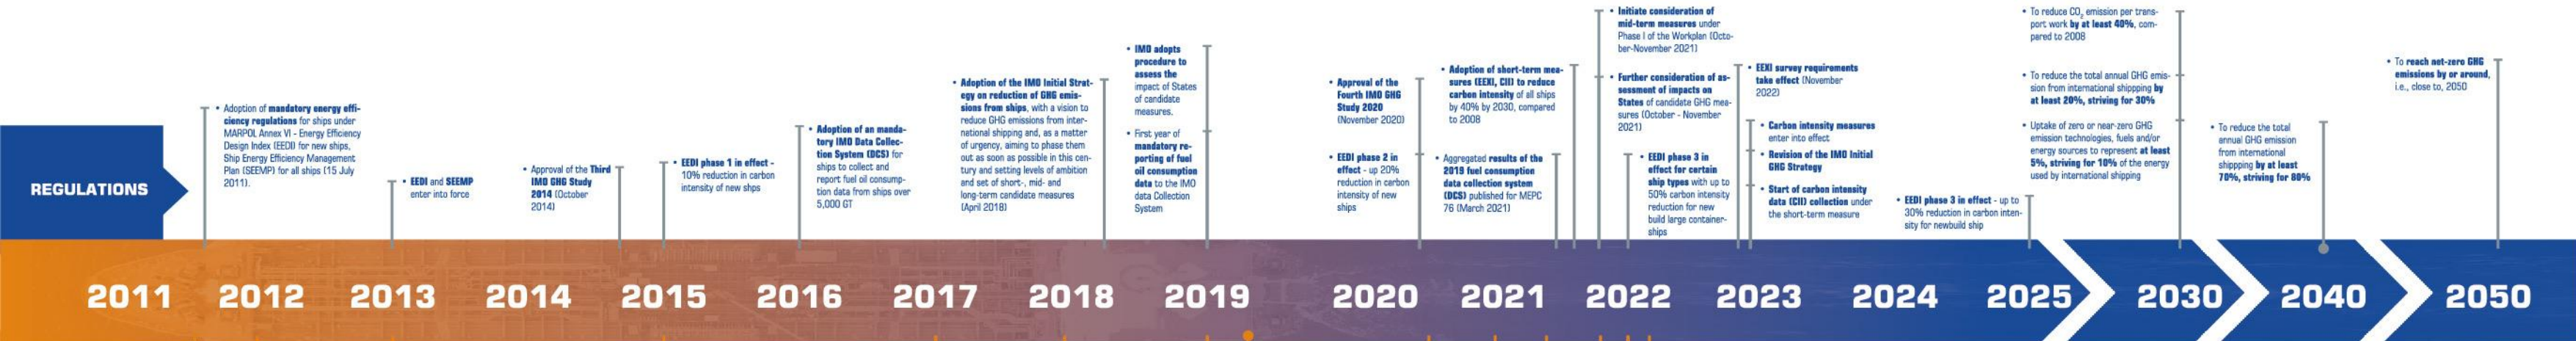 REGULATIONS
• Adoption of mandatory energy effi-
ciency regulations for ships under
MARPOL Annex VI - Energy Efficiency
Design Index (EEDI) for new ships,
Ship Energy Efficiency Management
Plan (SEEMP) for all ships (15 July
2011).
• EEDI and SEEMP
enter into force
• Approval of the Third
IMO GHG Study
2014 (October
2014)
• EEDI phase 1 in effect -
10% reduction in carbon
intensity of new ships
• Adoption of an manda-
tory IMO Data Collec-
tion System (DCS) for
ships to collect and
report fuel oil consump-
tion data from ships over
5,000 GT
• Adoption of the IMO Initial Strat-
egy on reduction of GHG emis-
sions from ships, with a vision to
reduce GHG emissions from inter-
national shipping and, as a matter
of urgency, aiming to phase them
out as soon as possible in this cen-
tury and setting levels of ambition
and set of short-, mid- and
long-term candidate measures
(April 2018)
• IMO adopts
procedure to
assess the
impact of States
of candidate
measures.
• First year of
mandatory re-
porting of fuel
oil consumption
data to the IMO
data Collection
System
• Approval of the
Fourth IMO GHG
Study 2020
(November 2020)
• EEDI phase 2 in
effect - up 20%
reduction in carbon
intensity of new
ships
• Adoption of short-term mea-
sures (EEXI, CII) to reduce
carbon intensity of all ships
by 40% by 2030, compared
to 2008
• Aggregated results of the
2019 fuel consumption
data collection system
(DCS) published for MEPC
76 (March 2021)
• Initiate consideration of
mid-term measures under
Phase I of the Workplan (Octo-
ber-November 2021)
• Further consideration of as-
sessment of impacts on
States of candidate GHG mea-
sures (October - November
2021)
• EEDI phase 3 in
effect for certain
ship types with up to
50% carbon intensity
reduction for new
build large container-
ships
• EEXI survey requirements
take effect (November
2022)
• Carbon intensity measures
enter into effect
• Revision of the IMO Initial
GHG Strategy
• Start of carbon intensity
data (CII) collection under
the short-term measure
• EEDI phase 3 in effect - up to
30% reduction in carbon inten-
sity for newbuild ship
• To reduce CO₂ emission per trans-
port work by at least 40%, com-
pared to 2008
• To reduce the total annual GHG emis-
sion from international shippping by
at least 20%, striving for 30%
• Uptake of zero or near-zero GHG
emission technologies, fuels and/or
energy sources to represent at least
5%, striving for 10% of the energy
used by international shipping
• To reduce the total
annual GHG emission
from international
shippping by at least
70%, striving for 80%
• To reach net-zero GHG
emissions by or around,
i.e., close to, 2050
2011 2012 2013 2014 2015 2016 2017 2018 2019 2020 2021 2022 2023 2024 2025 2030 2040 2050